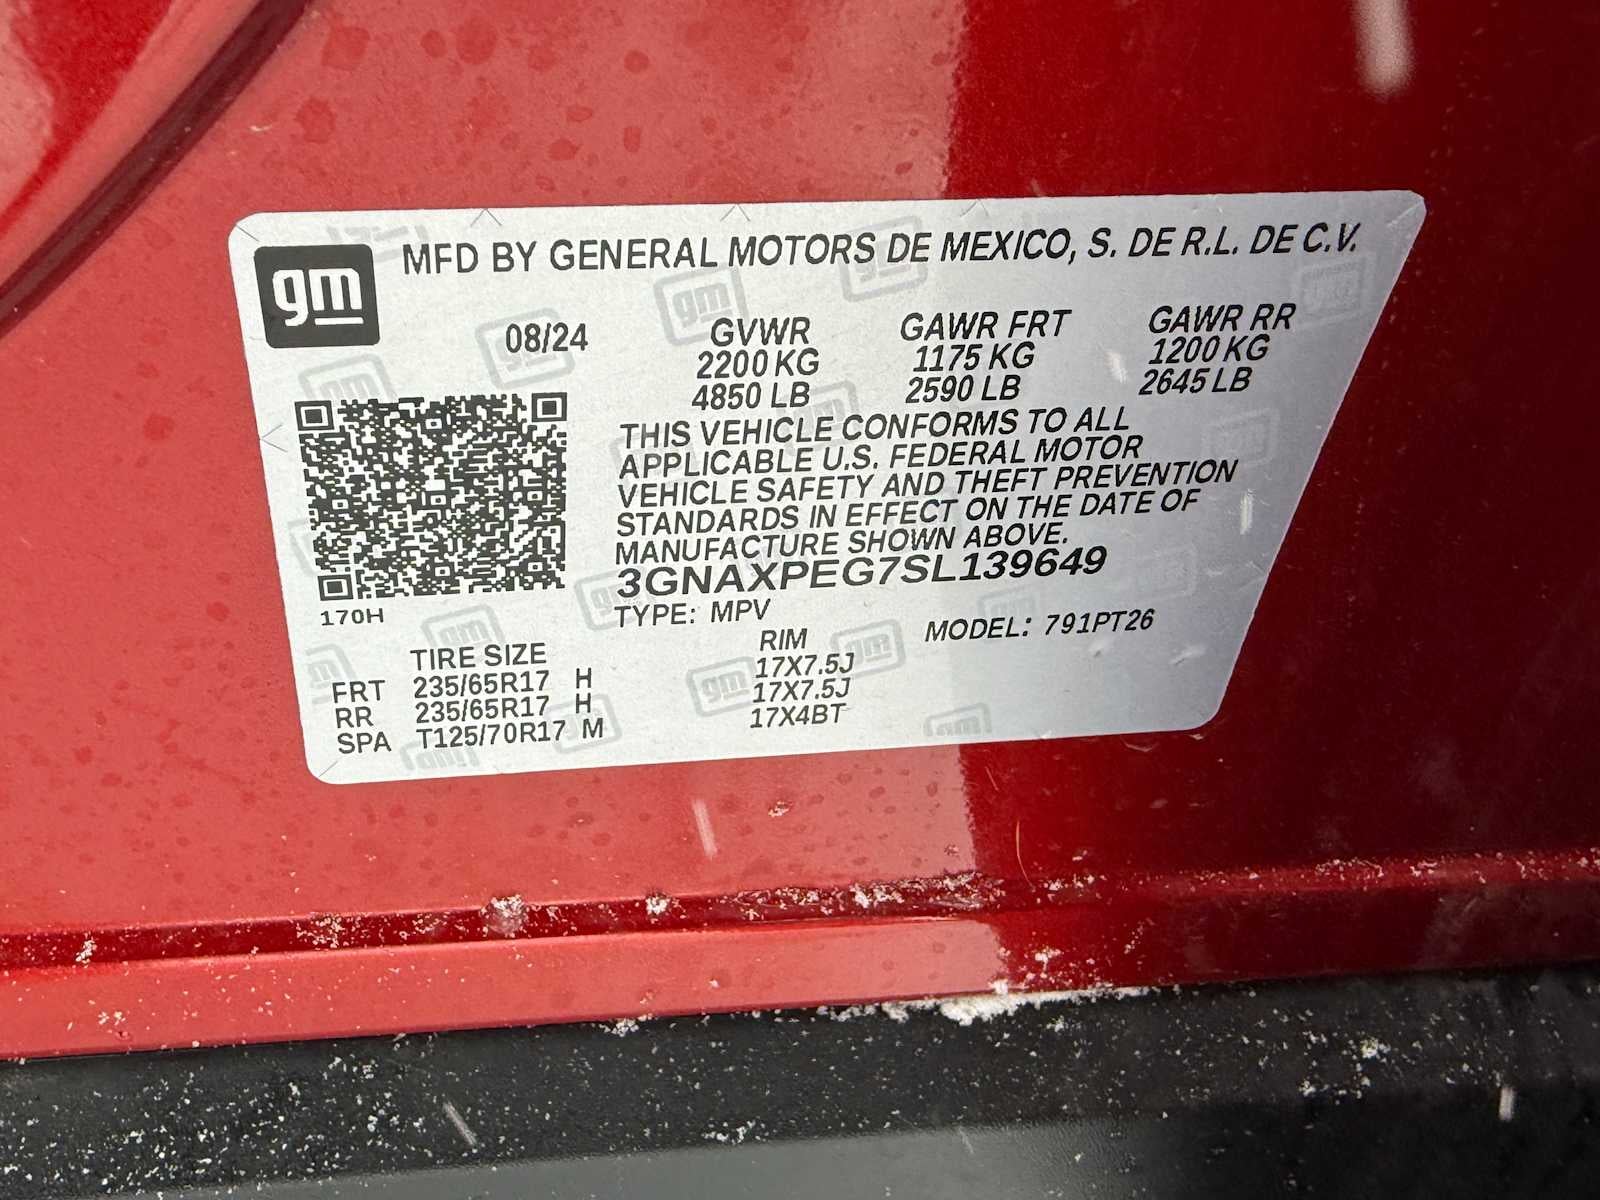 gm
MFD BY GENERAL MOTORS DE MEXICO, S. DE R.L. DE C.V.
08/24 GVWR GAWR FRT GAWR RR
2200 KG 1175 KG 1200 KG
4850 LB 2590 LB 2645 LB
THIS VEHICLE CONFORMS TO ALL
APPLICABLE U.S. FEDERAL MOTOR
VEHICLE SAFETY AND THEFT PREVENTION
STANDARDS IN EFFECT ON THE DATE OF
MANUFACTURE SHOWN ABOVE.
3GNAXPEG7SL139649
170H
TYPE: MPV MODEL: 791PT26
TIRE SIZE RIM
FRT 235/65R17 H 17X7.5J
RR 235/65R17 H 17X7.5J
SPA T125/70R17 M 17X4BT